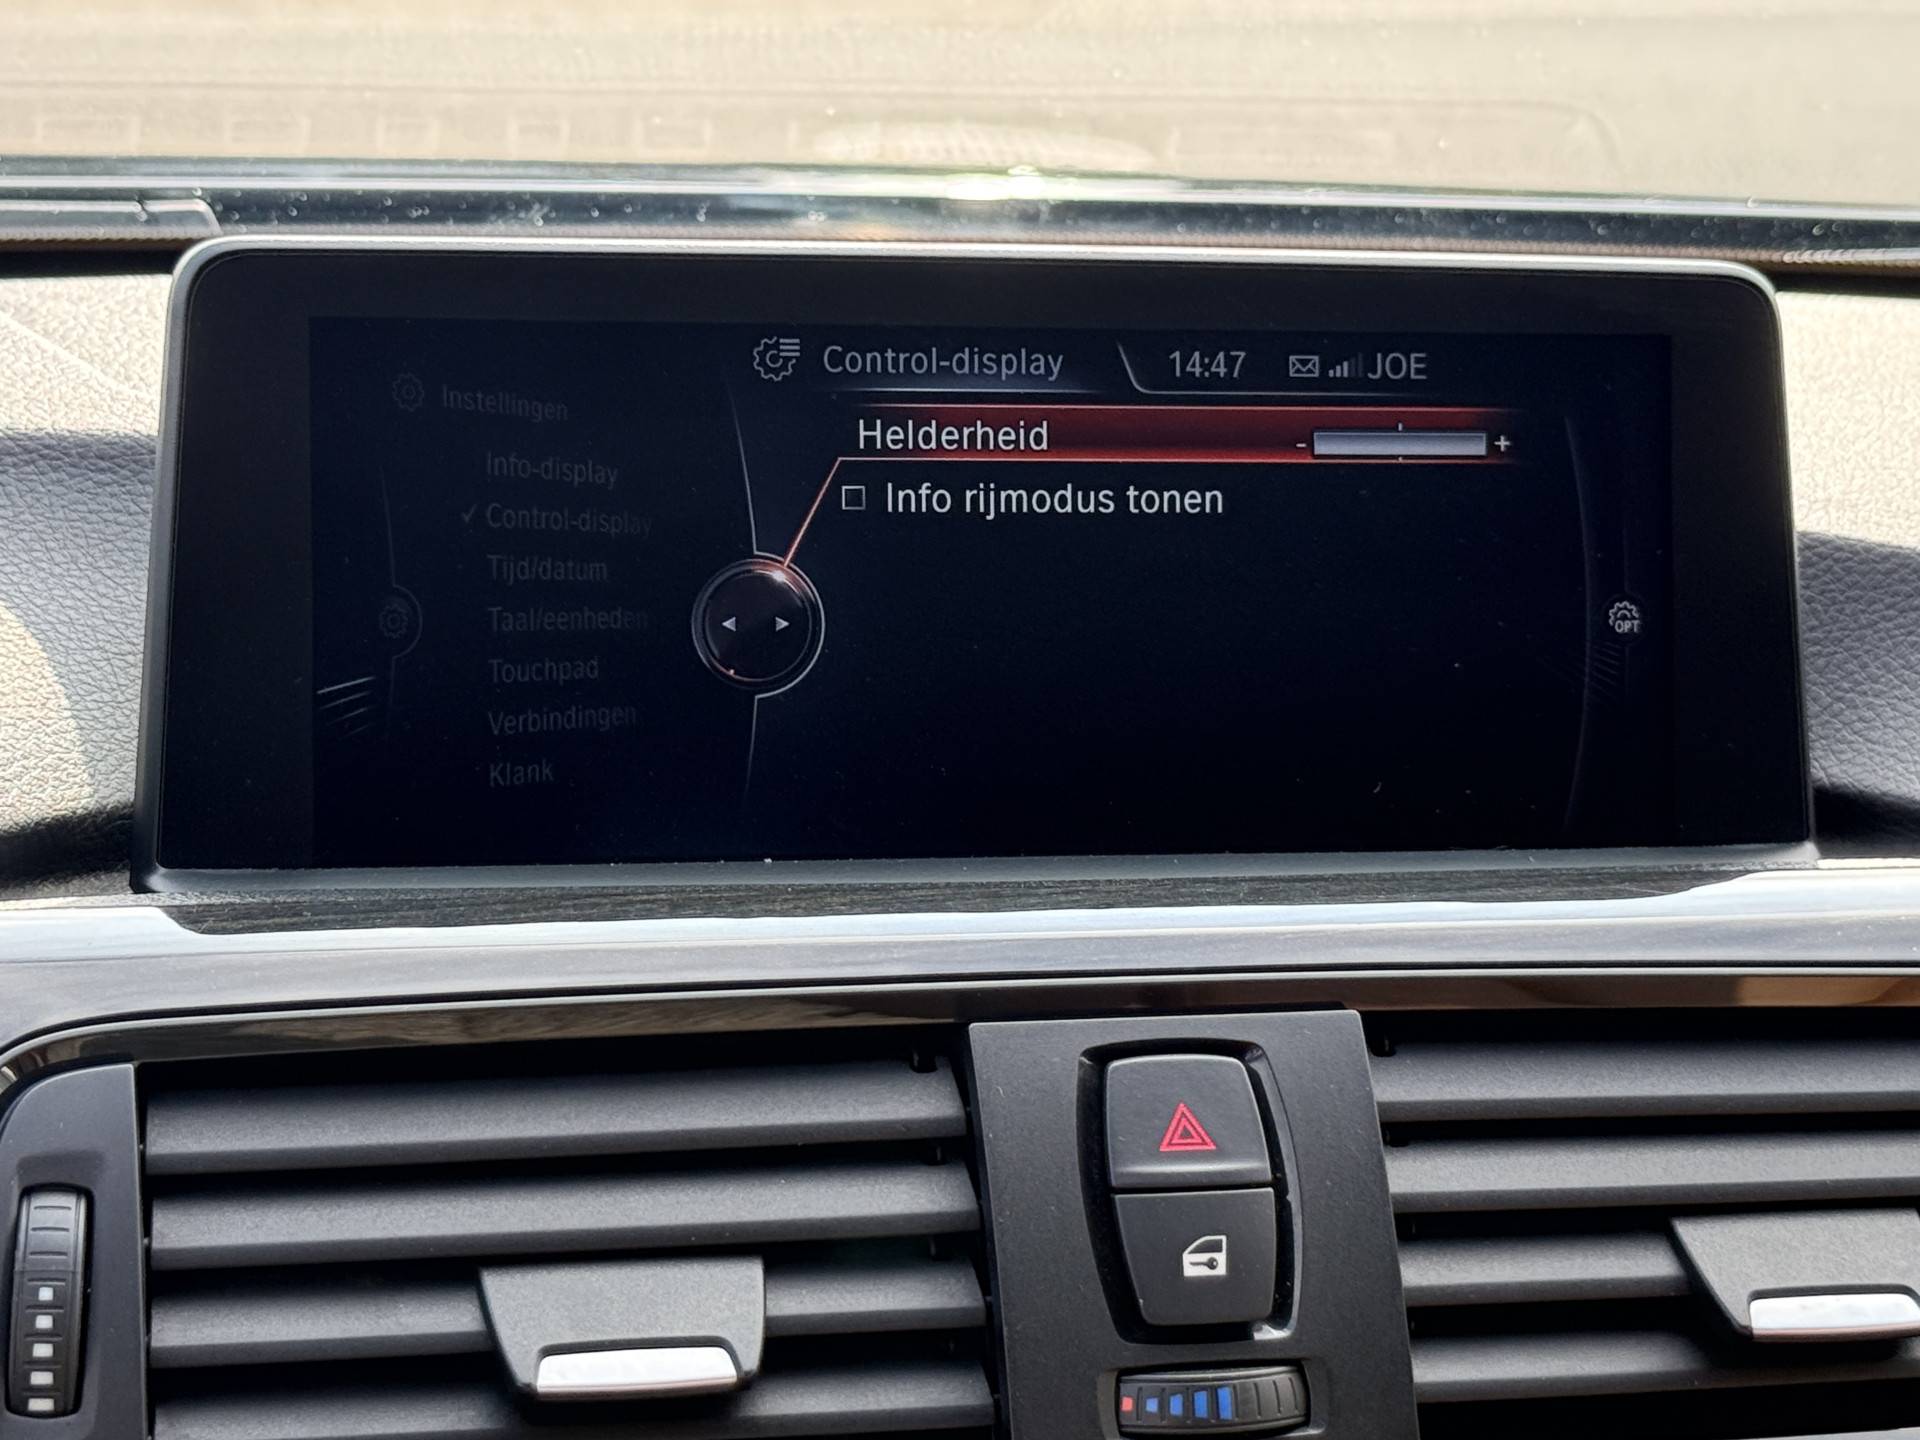 Control-display
14:47
JOE
Instellingen
Info-display
✓ Control-display
Tijd/datum
Taal/eenheden
Touchpad
Verbindingen
Klank
Helderheid - +
Info rijmodus tonen
OPT